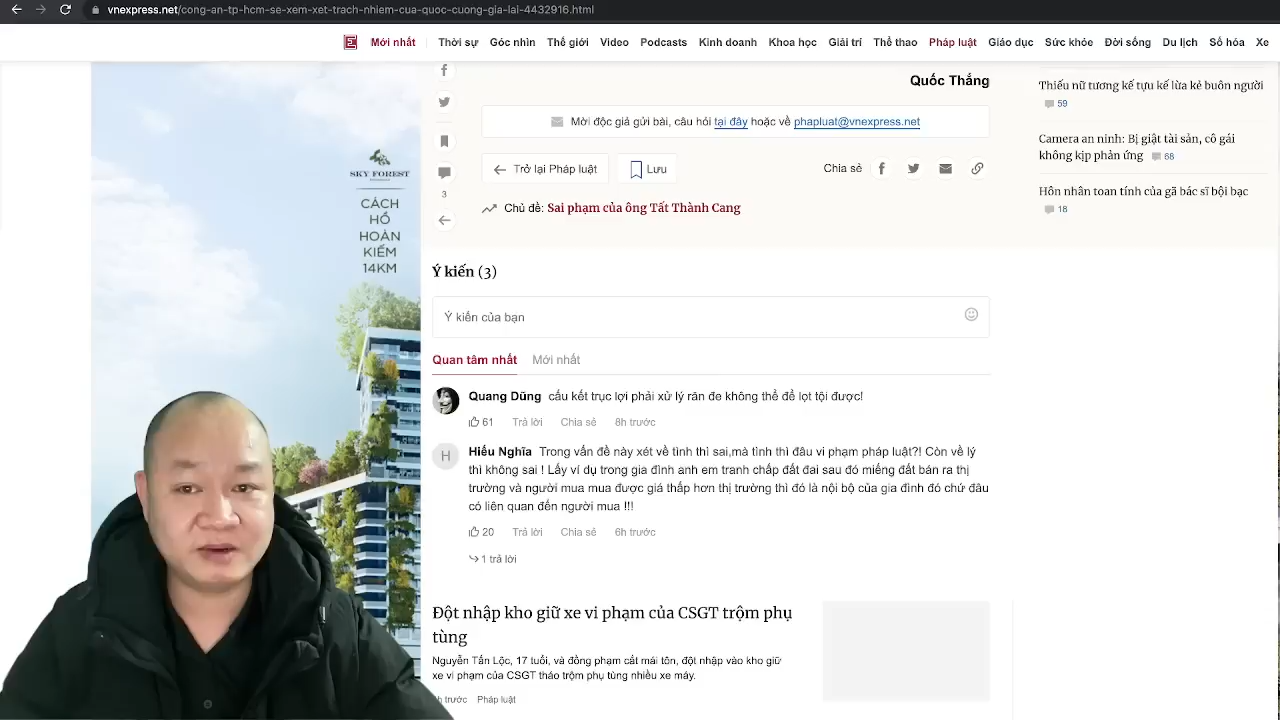 vnexpress.net/cong-an-tp-hcm-se-xem-xet-trach-nhiem-cua-quoc-cuong-gia-lai-4432916.html
Mới nhất Thời sự Góc nhìn Thế giới Video Podcasts Kinh doanh Khoa học Giải trí Thể thao Pháp luật Giáo dục Sức khỏe Đời sống Du lịch Số hóa Xe
Quốc Thắng
Mời độc giả gửi bài, câu hỏi tại đây hoặc về phapluat@vnexpress.net
Trở lại Pháp luật Lưu Chia sẻ
3
Chủ đề: Sai phạm của ông Tất Thành Cang
Thiếu nữ tương kế tựu kế lừa kẻ buôn người
59
Camera an ninh: Bị giật tài sản, cô gái
không kịp phản ứng 68
Hôn nhân toan tính của gã bác sĩ bội bạc
18
SKY FOREST
CÁCH
HỒ
HOÀN
KIẾM
14KM
Ý kiến (3)
Ý kiến của bạn
Quan tâm nhất Mới nhất
Quang Dũng cấu kết trục lợi phải xử lý răn đe không thể để lọt tội được!
61 Trả lời Chia sẻ 8h trước
H
Hiếu Nghĩa Trong vấn đề này xét về tình thì sai,mà tình thì đâu vi phạm pháp luật?! Còn về lý
thì không sai ! Lấy ví dụ trong gia đình anh em tranh chấp đất đai sau đó miếng đất bán ra thị
trường và người mua mua được giá thấp hơn thị trường thì đó là nội bộ của gia đình đó chứ đâu
có liên quan đến người mua !!!
20 Trả lời Chia sẻ 6h trước
1 trả lời
Đột nhập kho giữ xe vi phạm của CSGT trộm phụ
tùng
Nguyễn Tấn Lộc, 17 tuổi, và đồng phạm cắt mái tôn, đột nhập vào kho giữ
xe vi phạm của CSGT tháo trộm phụ tùng nhiều xe máy.
h trước Pháp luật